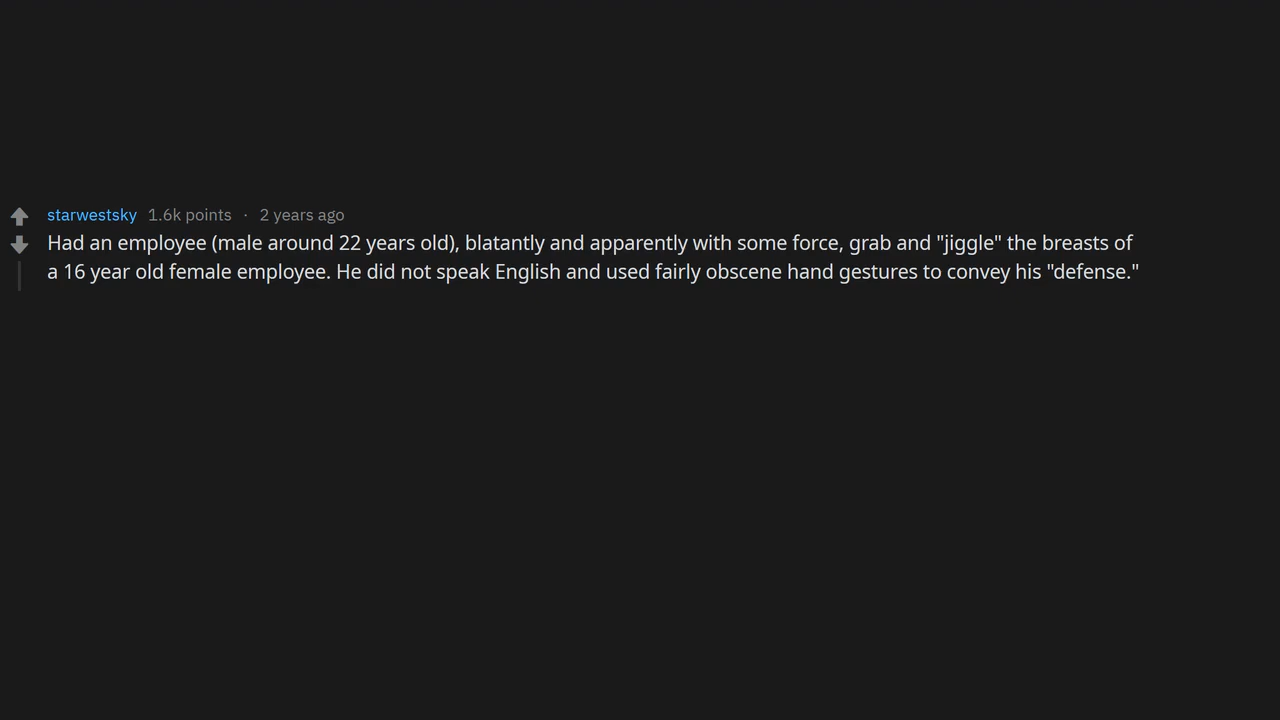 starwestsky 1.6k points · 2 years ago
Had an employee (male around 22 years old), blatantly and apparently with some force, grab and "jiggle" the breasts of
a 16 year old female employee. He did not speak English and used fairly obscene hand gestures to convey his "defense."